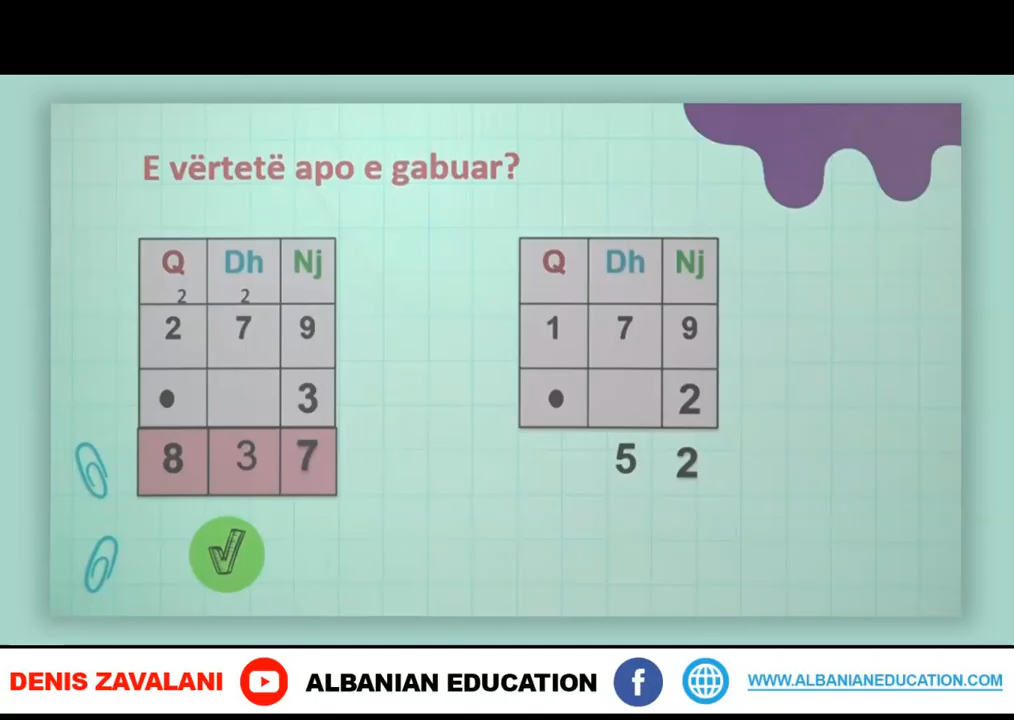 E vërtetë apo e gabuar?
Q Dh Nj
2 2
2 7 9
• 3
8 3 7
Q Dh Nj
1 7 9
• 2
5 2
DENIS ZAVALANI ALBANIAN EDUCATION f WWW.ALBANIANEDUCATION.COM